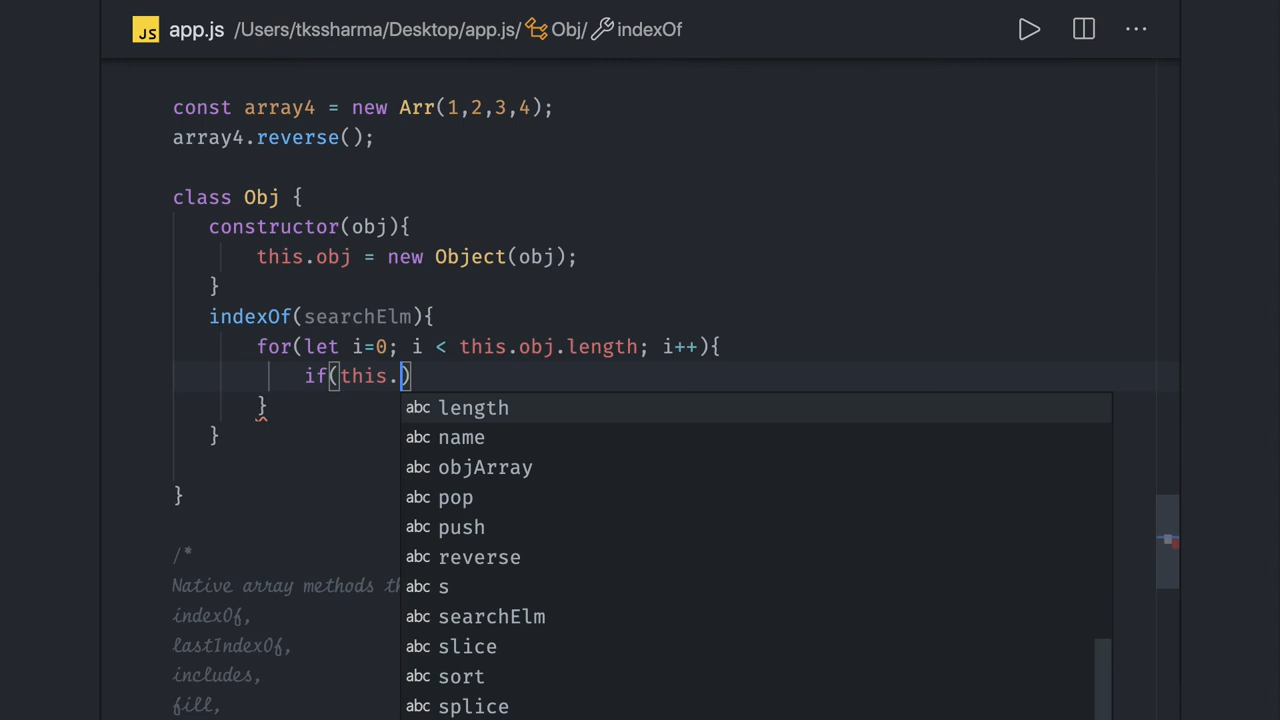 JS app.js /Users/tkssharma/Desktop/app.js/ Obj/ indexOf
const array4 = new Arr(1,2,3,4);
array4.reverse();
class Obj {
constructor(obj){
this.obj = new Object(obj);
}
indexOf(searchElm){
for(let i=0; i < this.obj.length; i++){
if(this.)
}
}
}
abc length
abc name
abc objArray
abc pop
abc push
abc reverse
abc s
abc searchElm
abc slice
abc sort
abc splice
/*
Native array methods th
indexOf,
lastIndexOf,
includes,
fill,